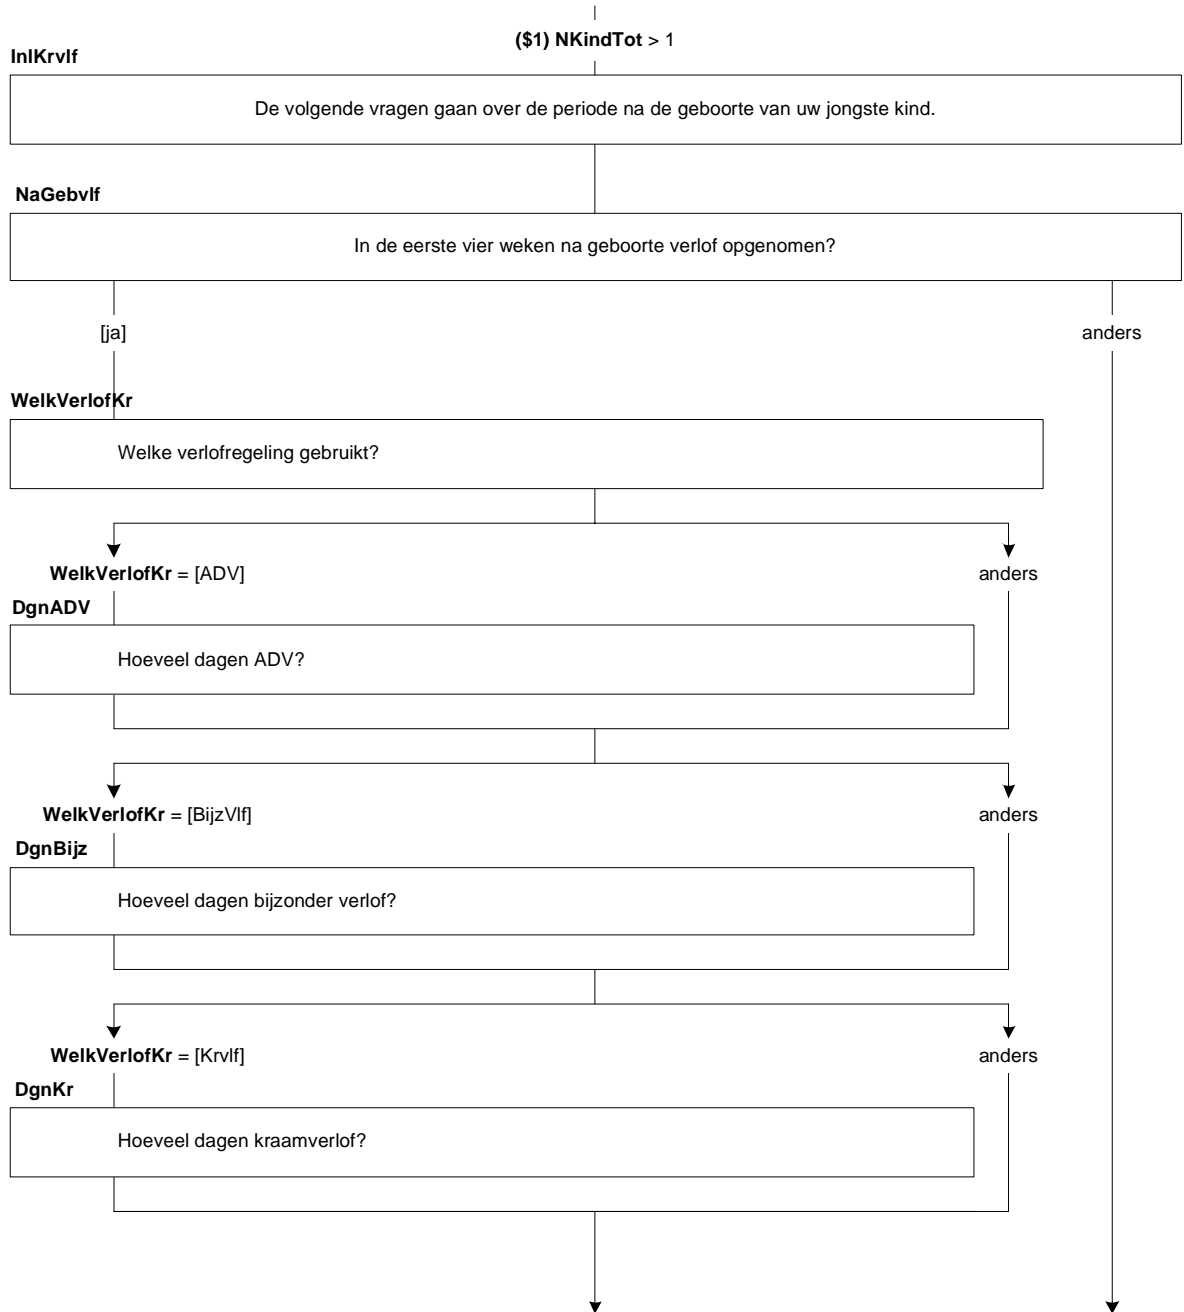 ($1) NKindTot > 1
InlKrvlf
De volgende vragen gaan over de periode na de geboorte van uw jongste kind.
NaGebvlf
In de eerste vier weken na geboorte verlof opgenomen?
[ja]
anders
WelkVerlofKr
Welke verlofregeling gebruikt?
WelkVerlofKr = [ADV]
anders
DgnADV
Hoeveel dagen ADV?
WelkVerlofKr = [BijzVlf]
anders
DgnBijz
Hoeveel dagen bijzonder verlof?
WelkVerlofKr = [Krvlf]
anders
DgnKr
Hoeveel dagen kraamverlof?